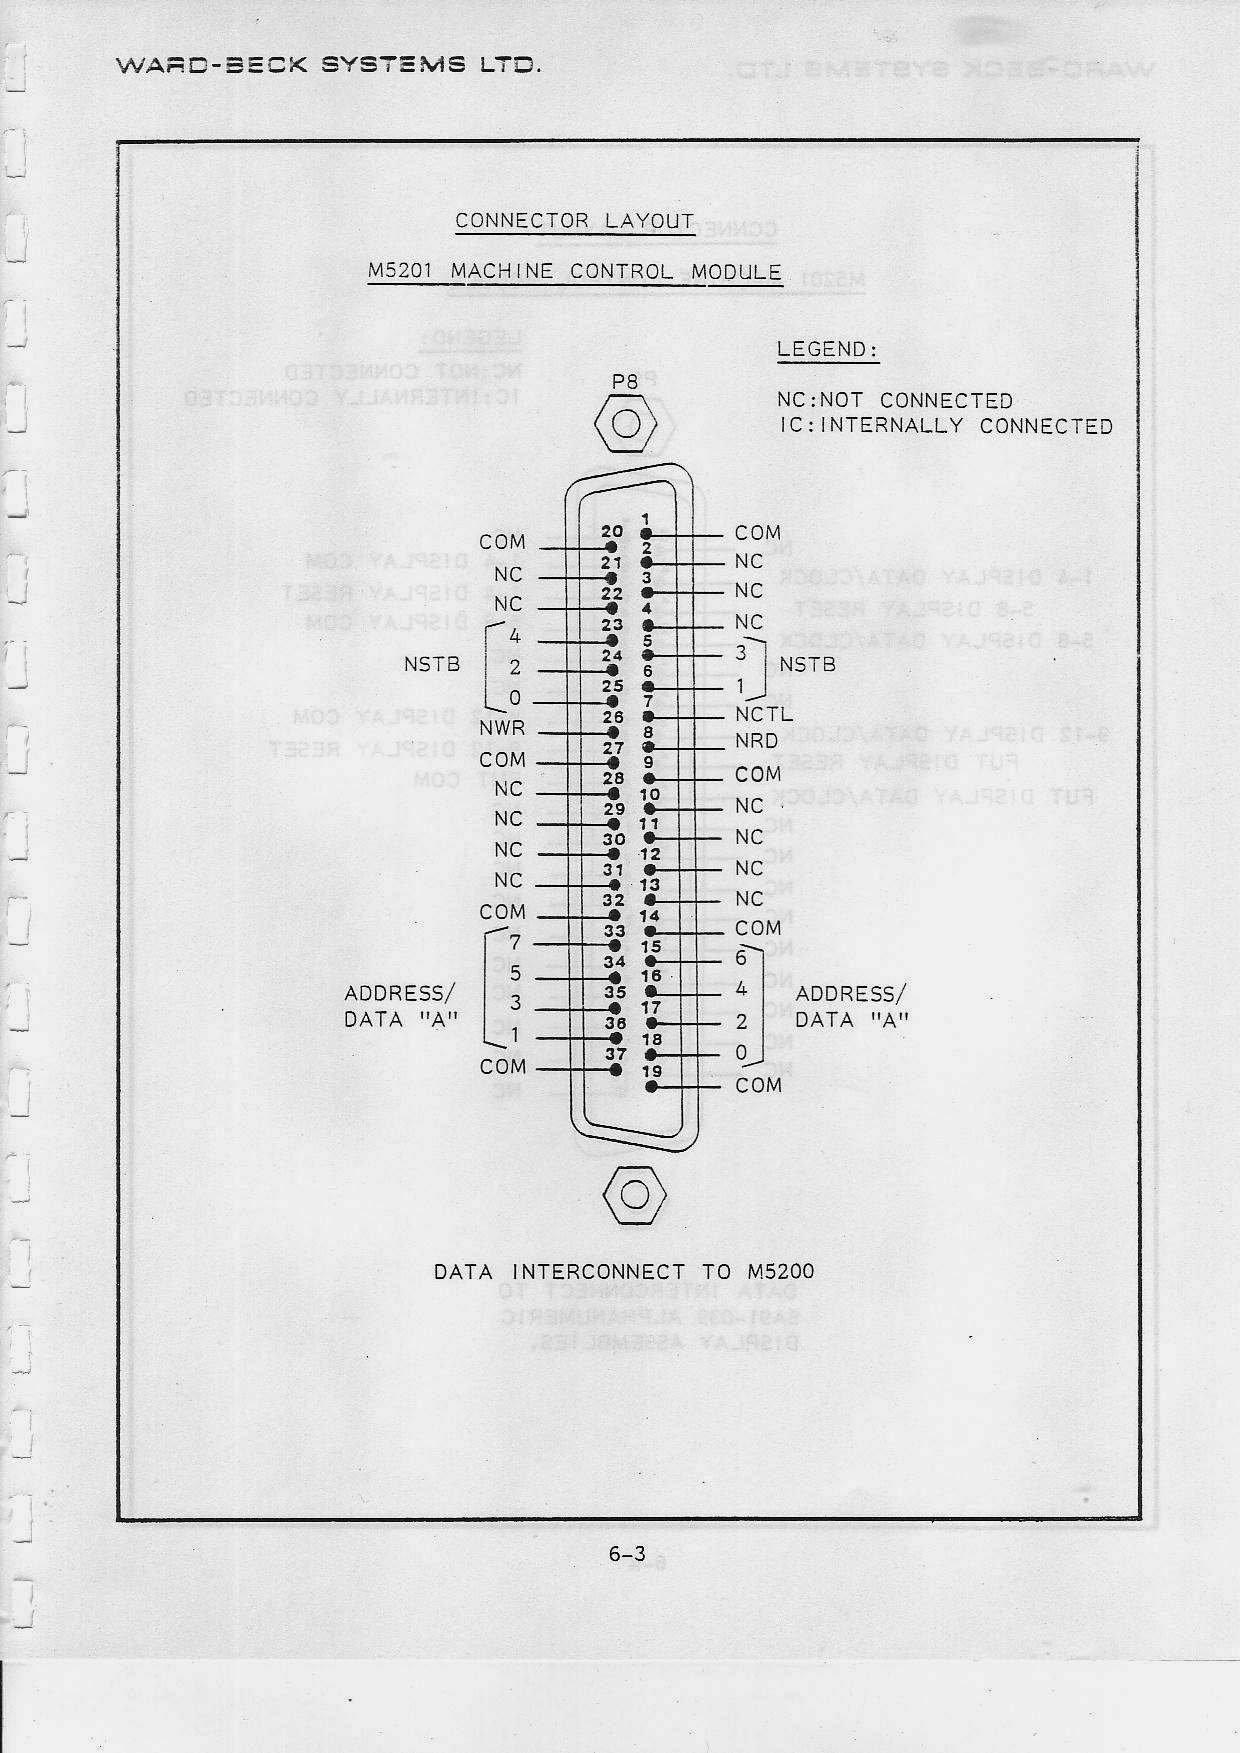 WARD-BECK SYSTEMS LTD.
CONNECTOR LAYOUT
M5201 MACHINE CONTROL MODULE
LEGEND:
NC:NOT CONNECTED
IC:INTERNALLY CONNECTED
P8
1
COM 20 COM
2
NC 21 NC
3
NC 22 NC
4
4 23 NC
5
NSTB 2 24 3 NSTB
6
0 25 1
7
NWR 26 NCTL
8
COM 27 NRD
9
NC 28 COM
10
NC 29 NC
11
NC 30 NC
12
NC 31 NC
13
COM 32 NC
14
7 33 COM
15
5 34 6
16
ADDRESS/ 3 35 4 ADDRESS/
DATA "A" 17 DATA "A"
1 36 2
18
COM 37 0
19
COM
DATA INTERCONNECT TO M5200
6-3